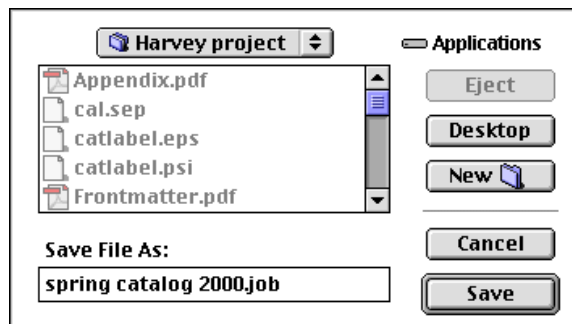 Harvey project
Applications
Appendix.pdf
cal.sep
catlabel.eps
catlabel.psi
Frontmatter.pdf
Eject
Desktop
New
Save File As:
spring catalog 2000.job
Cancel
Save